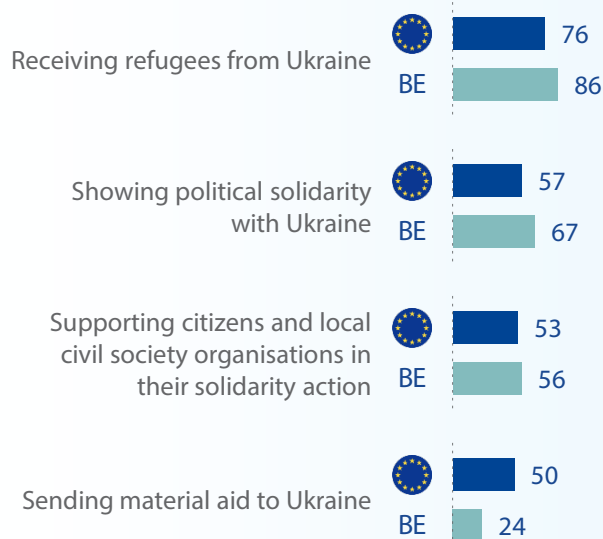 76
Receiving refugees from Ukraine
BE 86
57
Showing political solidarity
with Ukraine
BE 67
Supporting citizens and local
53
civil society organisations in
their solidarity action
BE 56
50
Sending material aid to Ukraine
BE 24